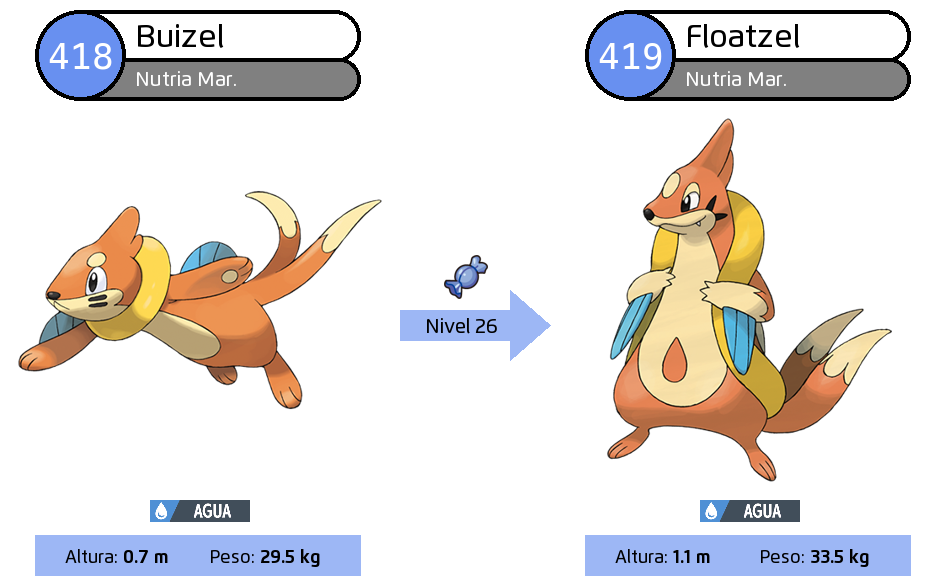 418
Buizel
Nutria Mar.
419
Floatzel
Nutria Mar.
Nivel 26
AGUA
AGUA
Altura: 0.7 m Peso: 29.5 kg
Altura: 1.1 m Peso: 33.5 kg